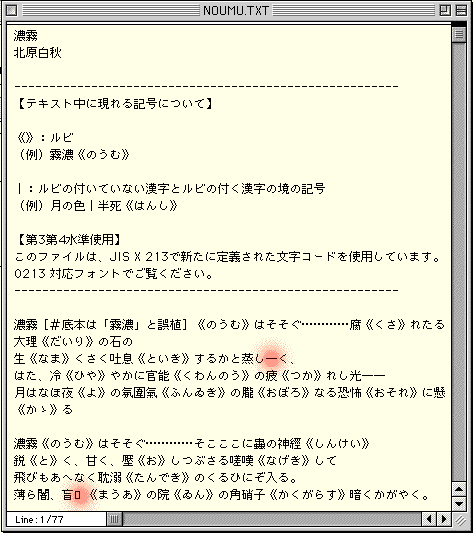 NOUMU.TXT
濃霧
北原白秋
-------------------------------------------------------
【テキスト中に現れる記号について】
《》：ルビ
（例）霧濃《のうむ》
｜：ルビの付いていない漢字とルビの付く漢字の境の記号
（例）月の色｜半死《はんし》
【第3第4水準使用】
このファイルは、JIS X 213で新たに定義された文字コードを使用しています。
0213 対応フォントでご覧ください。
-------------------------------------------------------
濃霧［＃底本は「霧濃」と誤植］《のうむ》はそそぐ…………腐《くさ》れたる
大理《だいり》の石の
生《なま》くさく吐息《といき》するかと蒸し―く、
はた、冷《ひや》やかに官能《くわんのう》の疲《つか》れし光――
月はなほ夜《よ》の氛圍氣《ふんゐき》の朧《おぼろ》なる恐怖《おそれ》に懸
《かゝ》る
濃霧《のうむ》はそそぐ…………そこここに蟲の神經《しんけい》
鋭《と》く、甘く、壓《お》しつぶさる嗟嘆《なげき》して
飛びもあへなく耽溺《たんでき》のくるひにぞ入る。
薄ら闇、盲▯《まうあ》の院《ゐん》の角硝子《かくがらす》暗くかがやく。
Line: 1/77